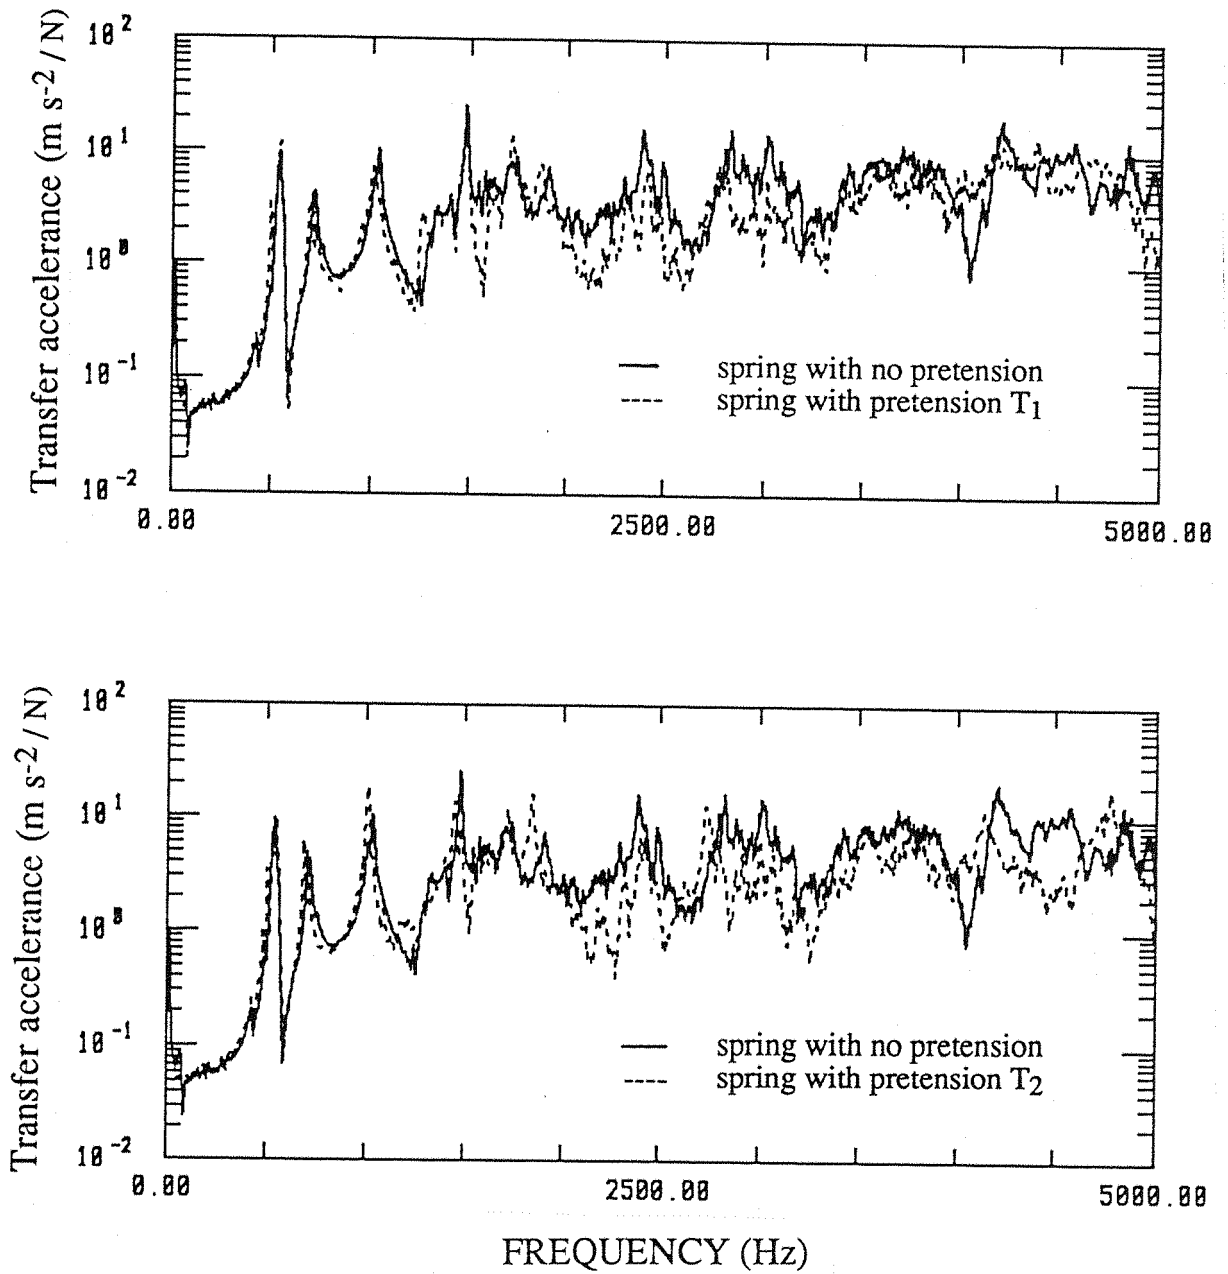 Transfer accelerance (m s-2 / N)
10 2
10 1
10 0
10 -1
10 -2
0.00 2500.00 5000.00
spring with no pretension
spring with pretension T1
Transfer accelerance (m s-2 / N)
10 2
10 1
10 0
10 -1
10 -2
0.00 2500.00 5000.00
spring with no pretension
spring with pretension T2
FREQUENCY (Hz)